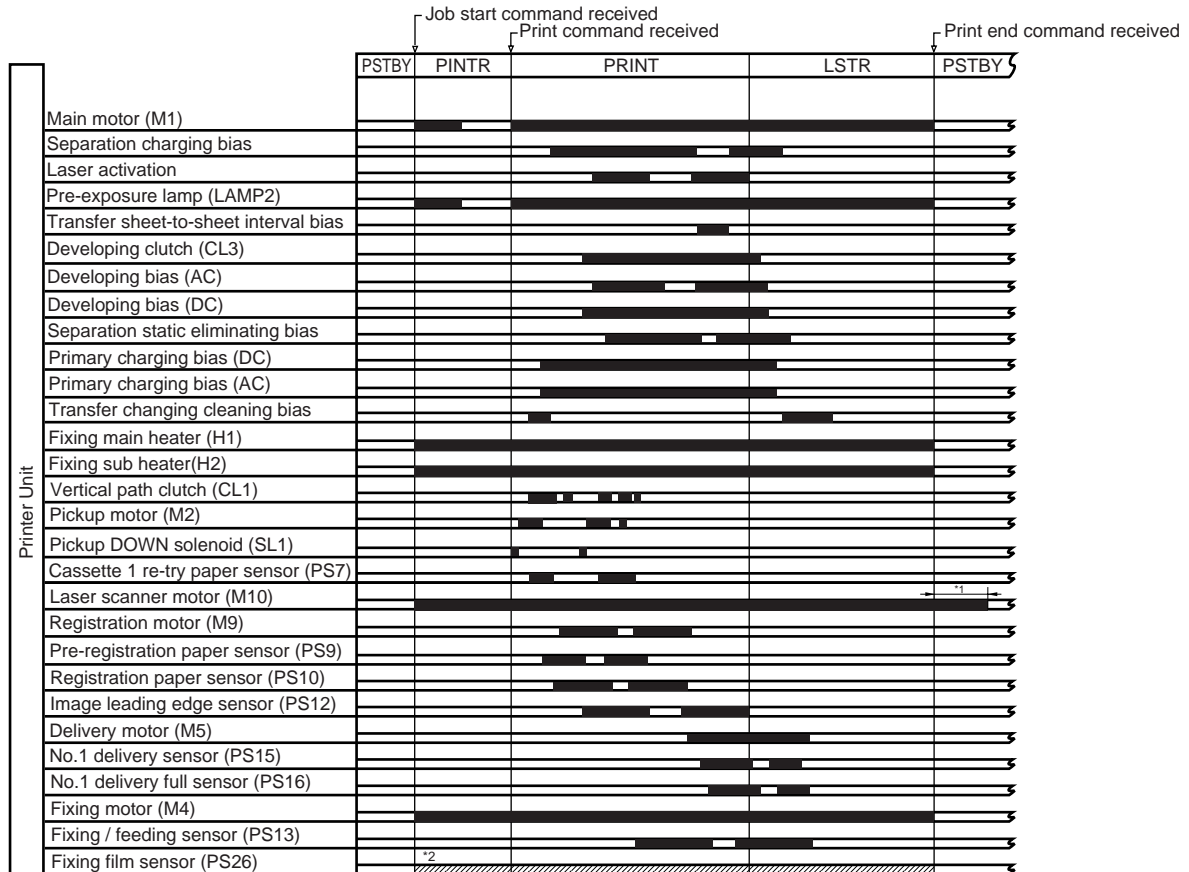 Job start command received
Print command received
Print end command received
PSTBY PINTR PRINT LSTR PSTBY
Printer Unit
Main motor (M1)
Separation charging bias
Laser activation
Pre-exposure lamp (LAMP2)
Transfer sheet-to-sheet interval bias
Developing clutch (CL3)
Developing bias (AC)
Developing bias (DC)
Separation static eliminating bias
Primary charging bias (DC)
Primary charging bias (AC)
Transfer changing cleaning bias
Fixing main heater (H1)
Fixing sub heater(H2)
Vertical path clutch (CL1)
Pickup motor (M2)
Pickup DOWN solenoid (SL1)
Cassette 1 re-try paper sensor (PS7)
Laser scanner motor (M10)
*1
Registration motor (M9)
Pre-registration paper sensor (PS9)
Registration paper sensor (PS10)
Image leading edge sensor (PS12)
Delivery motor (M5)
No.1 delivery sensor (PS15)
No.1 delivery full sensor (PS16)
Fixing motor (M4)
Fixing / feeding sensor (PS13)
Fixing film sensor (PS26)
*2